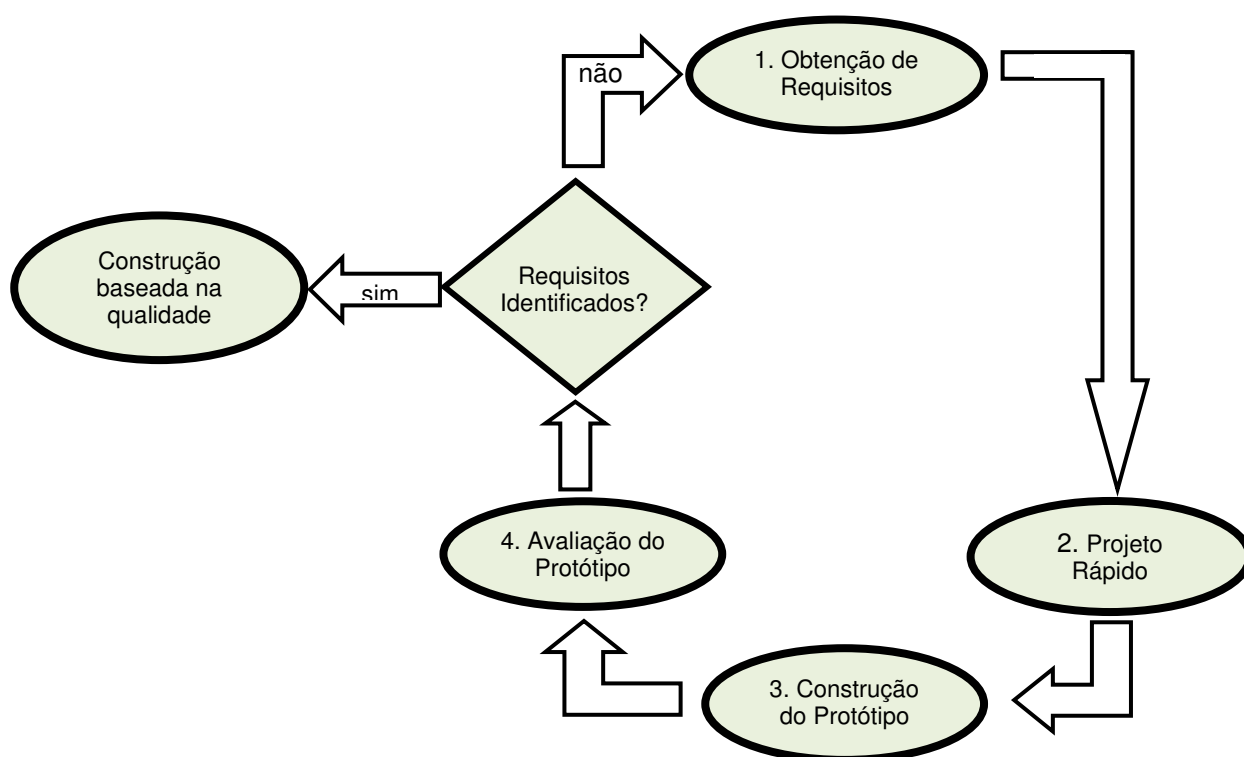 não
1. Obtenção de
Requisitos
Construção
baseada na
qualidade
sim
Requisitos
Identificados?
4. Avaliação do
Protótipo
2. Projeto
Rápido
3. Construção
do Protótipo